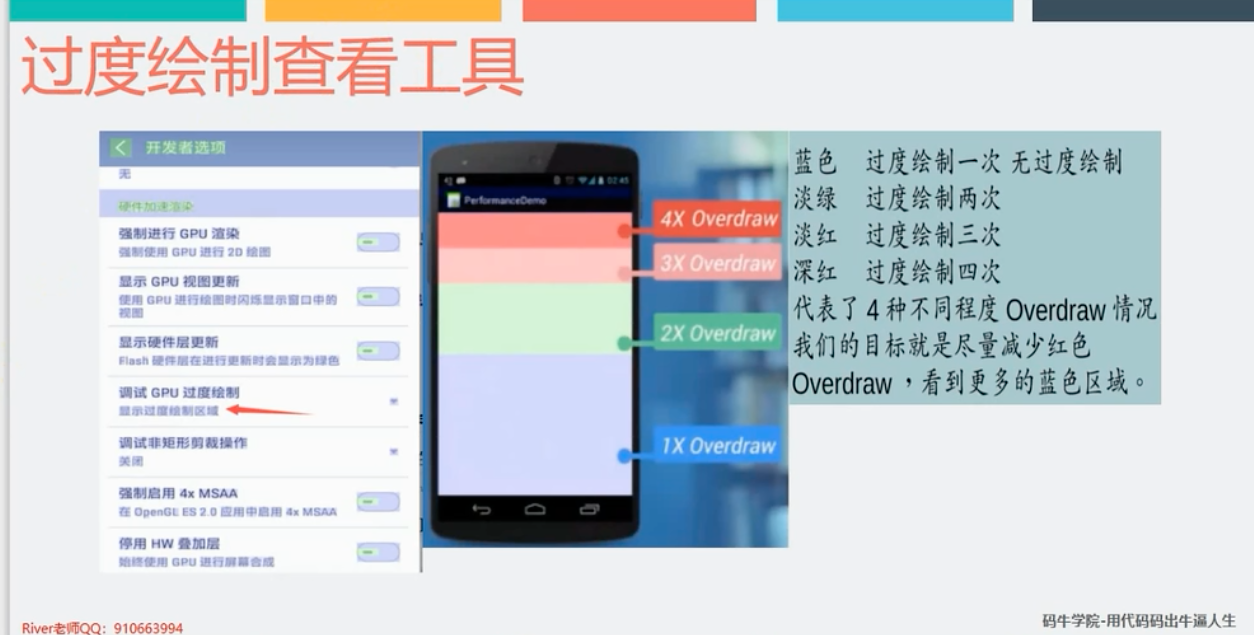 过度绘制查看工具
开发者选项
无
硬件加速渲染
强制进行 GPU 渲染
强制使用 GPU 进行 2D 绘图
显示 GPU 视图更新
使用 GPU 进行绘图时闪烁显示窗口中的
视图
显示硬件层更新
Flash 硬件层在进行更新时会显示为绿色
调试 GPU 过度绘制
显示过度绘制区域
调试非矩形剪裁操作
关闭
强制启用 4x MSAA
在 OpenGL ES 2.0 应用中启用 4x MSAA
停用 HW 叠加层
始终使用 GPU 进行屏幕合成
02:45
PerformanceDemo
4X Overdraw
3X Overdraw
2X Overdraw
1X Overdraw
蓝色 过度绘制一次 无过度绘制
淡绿 过度绘制两次
淡红 过度绘制三次
深红 过度绘制四次
代表了 4 种不同程度 Overdraw 情况
我们的目标就是尽量减少红色
Overdraw ，看到更多的蓝色区域。
River老师QQ：910663994
码牛学院-用代码码出牛逼人生